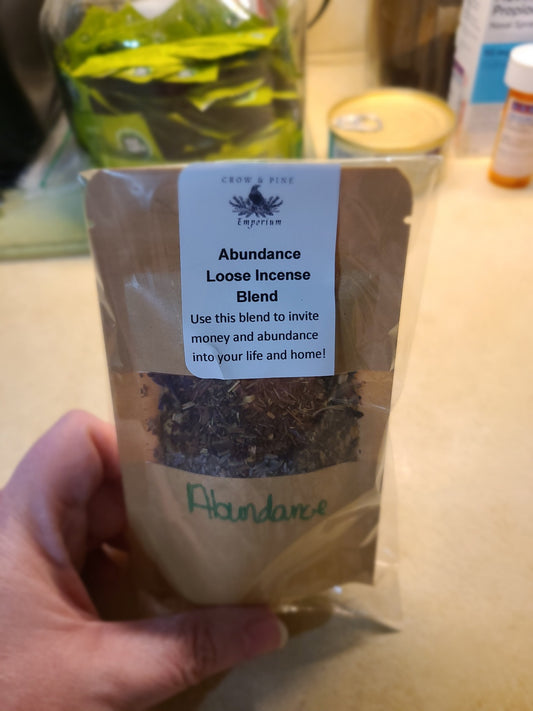 CROW & PINE
Emporium
Abundance
Loose Incense
Blend
Use this blend to invite
money and abundance
into your life and home!
Abundance
Propio